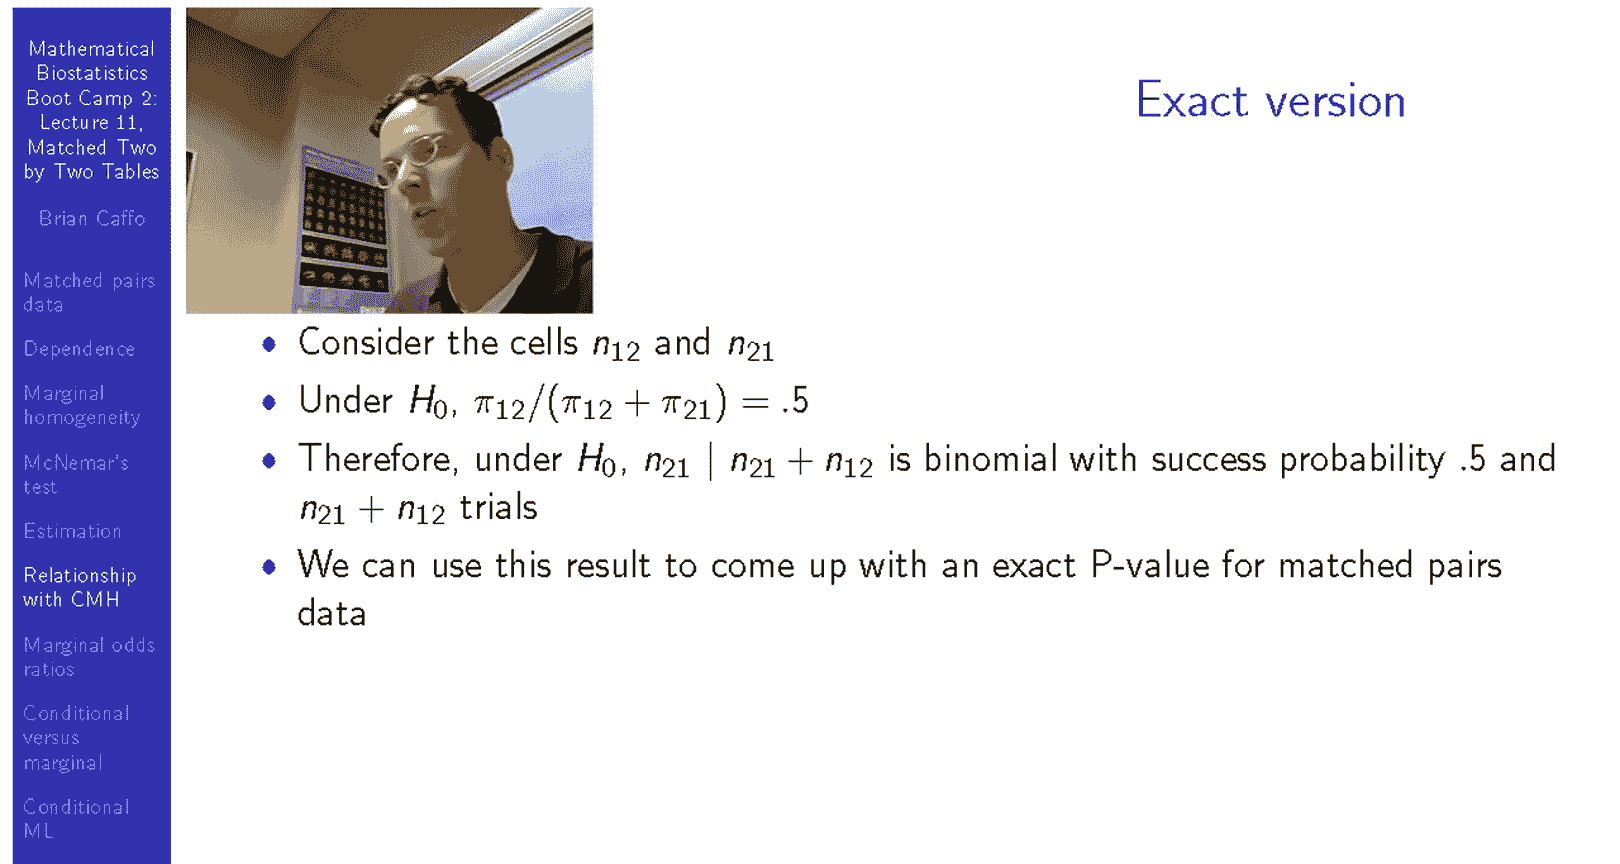 Mathematical
Biostatistics
Boot Camp 2:
Lecture 11,
Matched Two
by Two Tables
Brian Caffo
Matched pairs
data
Dependence
Marginal
homogeneity
McNemar's
test
Estimation
Relationship
with CMH
Marginal odds
ratios
Conditional
versus
marginal
Conditional
ML
Exact version
• Consider the cells n₁₂ and n₂₁
• Under H₀, π₁₂/(π₁₂ + π₂₁) = .5
• Therefore, under H₀, n₂₁ | n₂₁ + n₁₂ is binomial with success probability .5 and
n₂₁ + n₁₂ trials
• We can use this result to come up with an exact P-value for matched pairs
data